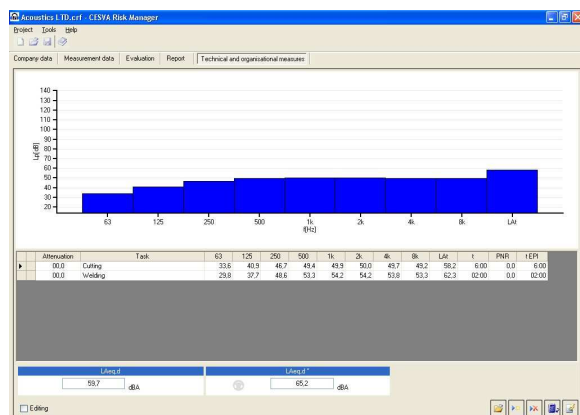 Acoustics LTD.crf - CESVA Risk Manager
Project Tools Help
Company data Measurement data Evaluation Report Technical and organisational measures
140
130
120
110
100
90
80
70
60
50
40
30
20
Lp[dB]
63 125 250 500 1k 2k 4k 8k LAt
f[Hz]
Attenuation Task 63 125 250 500 1k 2k 4k 8k LAt t PNR t EPI
00,0 Cutting 33,6 40,9 46,7 49,4 49,9 50,0 49,7 49,2 58,2 6:00 0,0 6:00
00,0 Welding 29,8 37,7 48,6 53,3 54,2 54,2 53,8 53,3 62,3 02:00 0,0 02:00
LAeq,d LAeq,d *
59,7 dBA 65,2 dBA
Editing